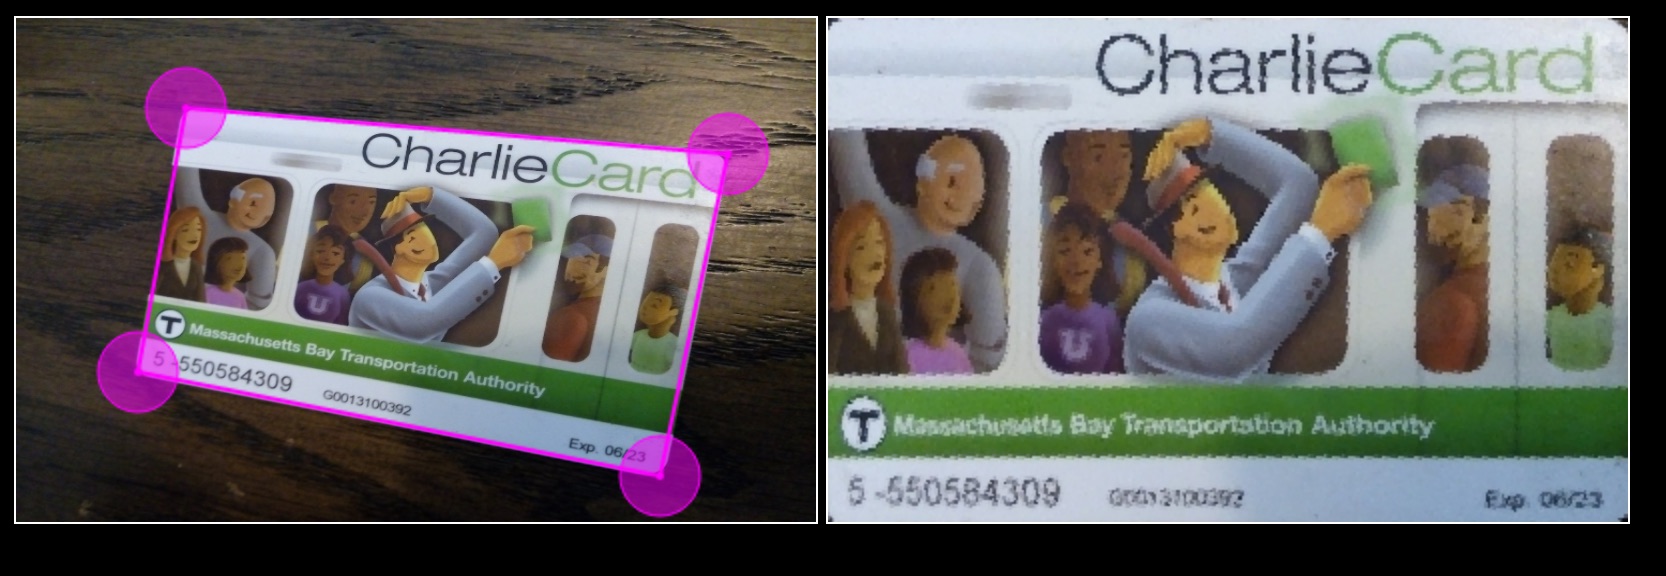 CharlieCard
U
T Massachusetts Bay Transportation Authority
5 -550584309
G0013100392
Exp. 06/23
CharlieCard
U
T Massachusetts Bay Transportation Authority
5 -550584309
G0013100392
Exp. 06/23